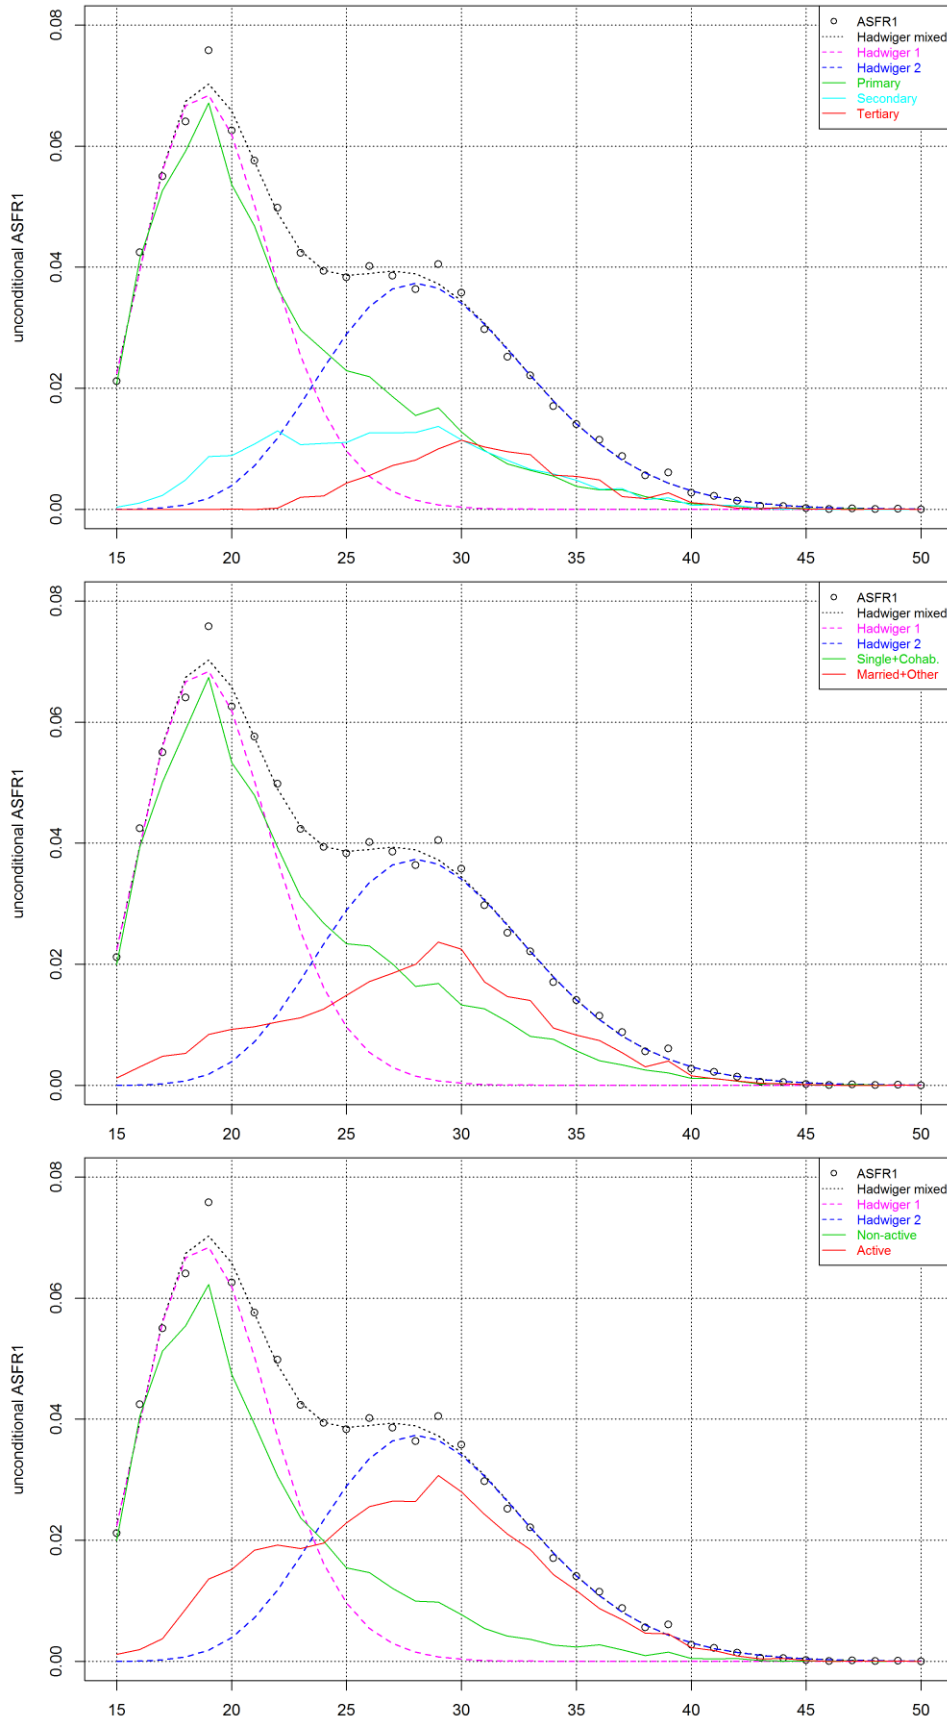 0.08
0.06
0.04
0.02
0.00
unconditional ASFR1
ASFR1
Hadwiger mixed
Hadwiger 1
Hadwiger 2
Primary
Secondary
Tertiary
15 20 25 30 35 40 45 50
0.08
0.06
0.04
0.02
0.00
unconditional ASFR1
ASFR1
Hadwiger mixed
Hadwiger 1
Hadwiger 2
Single+Cohab.
Married+Other
15 20 25 30 35 40 45 50
0.08
0.06
0.04
0.02
0.00
unconditional ASFR1
ASFR1
Hadwiger mixed
Hadwiger 1
Hadwiger 2
Non-active
Active
15 20 25 30 35 40 45 50